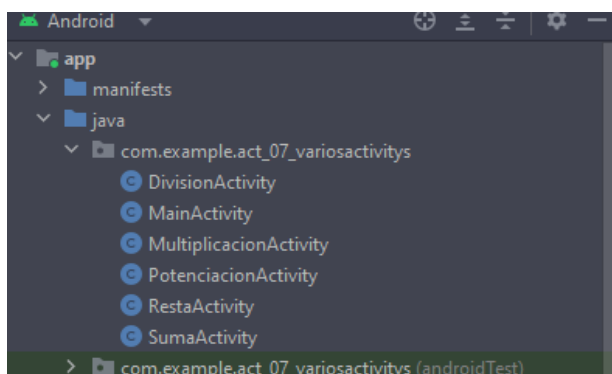 Android
app
manifests
java
com.example.act_07_variosactivitys
DivisionActivity
MainActivity
MultiplicacionActivity
PotenciacionActivity
RestaActivity
SumaActivity
com.example.act_07_variosactivitys (androidTest)